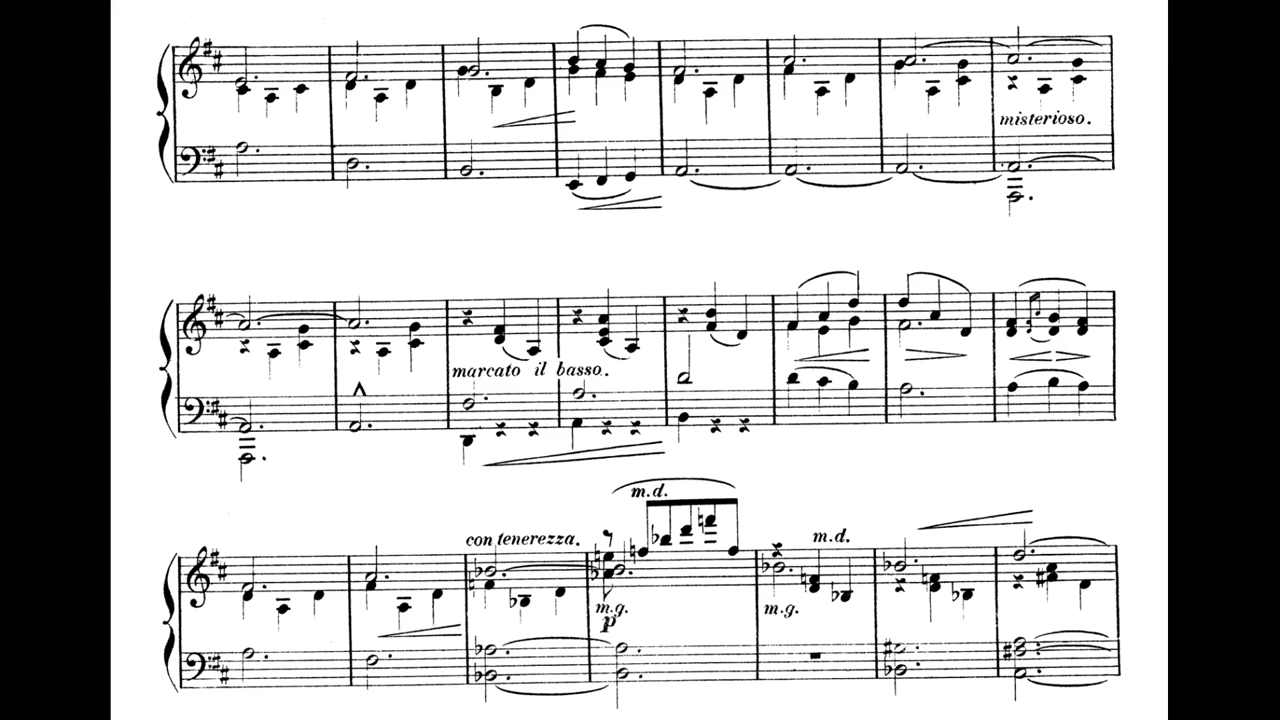 misterioso.
marcato il basso.
m.d.
con tenerezza.
m.d.
m.g.
m.g.
p